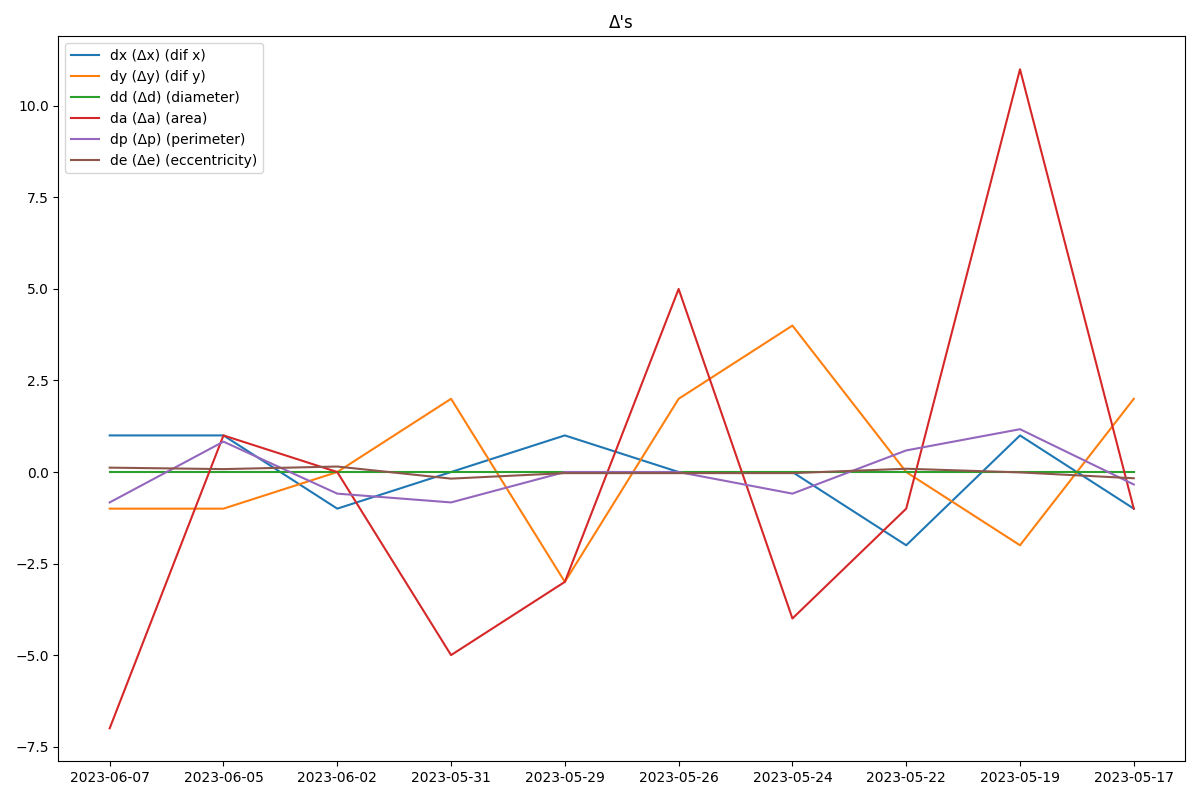 Δ's
dx (Δx) (dif x)
dy (Δy) (dif y)
dd (Δd) (diameter)
da (Δa) (area)
dp (Δp) (perimeter)
de (Δe) (eccentricity)
10.0
7.5
5.0
2.5
0.0
−2.5
−5.0
−7.5
2023-06-07 2023-06-05 2023-06-02 2023-05-31 2023-05-29 2023-05-26 2023-05-24 2023-05-22 2023-05-19 2023-05-17